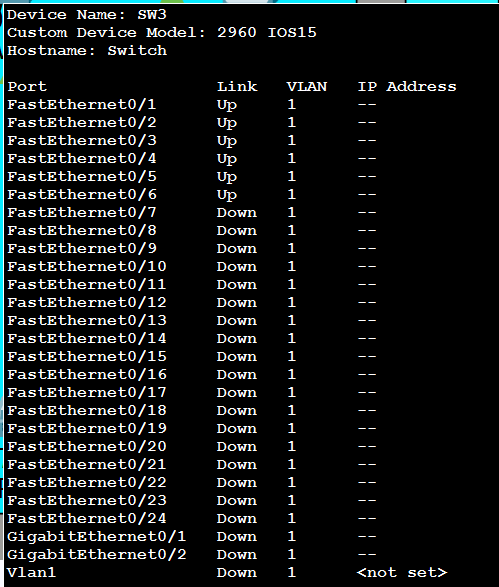 Device Name: SW3
Custom Device Model: 2960 IOS15
Hostname: Switch
Port Link VLAN IP Address
FastEthernet0/1 Up 1 --
FastEthernet0/2 Up 1 --
FastEthernet0/3 Up 1 --
FastEthernet0/4 Up 1 --
FastEthernet0/5 Up 1 --
FastEthernet0/6 Up 1 --
FastEthernet0/7 Down 1 --
FastEthernet0/8 Down 1 --
FastEthernet0/9 Down 1 --
FastEthernet0/10 Down 1 --
FastEthernet0/11 Down 1 --
FastEthernet0/12 Down 1 --
FastEthernet0/13 Down 1 --
FastEthernet0/14 Down 1 --
FastEthernet0/15 Down 1 --
FastEthernet0/16 Down 1 --
FastEthernet0/17 Down 1 --
FastEthernet0/18 Down 1 --
FastEthernet0/19 Down 1 --
FastEthernet0/20 Down 1 --
FastEthernet0/21 Down 1 --
FastEthernet0/22 Down 1 --
FastEthernet0/23 Down 1 --
FastEthernet0/24 Down 1 --
GigabitEthernet0/1 Down 1 --
GigabitEthernet0/2 Down 1 --
Vlan1 Down 1 <not set>